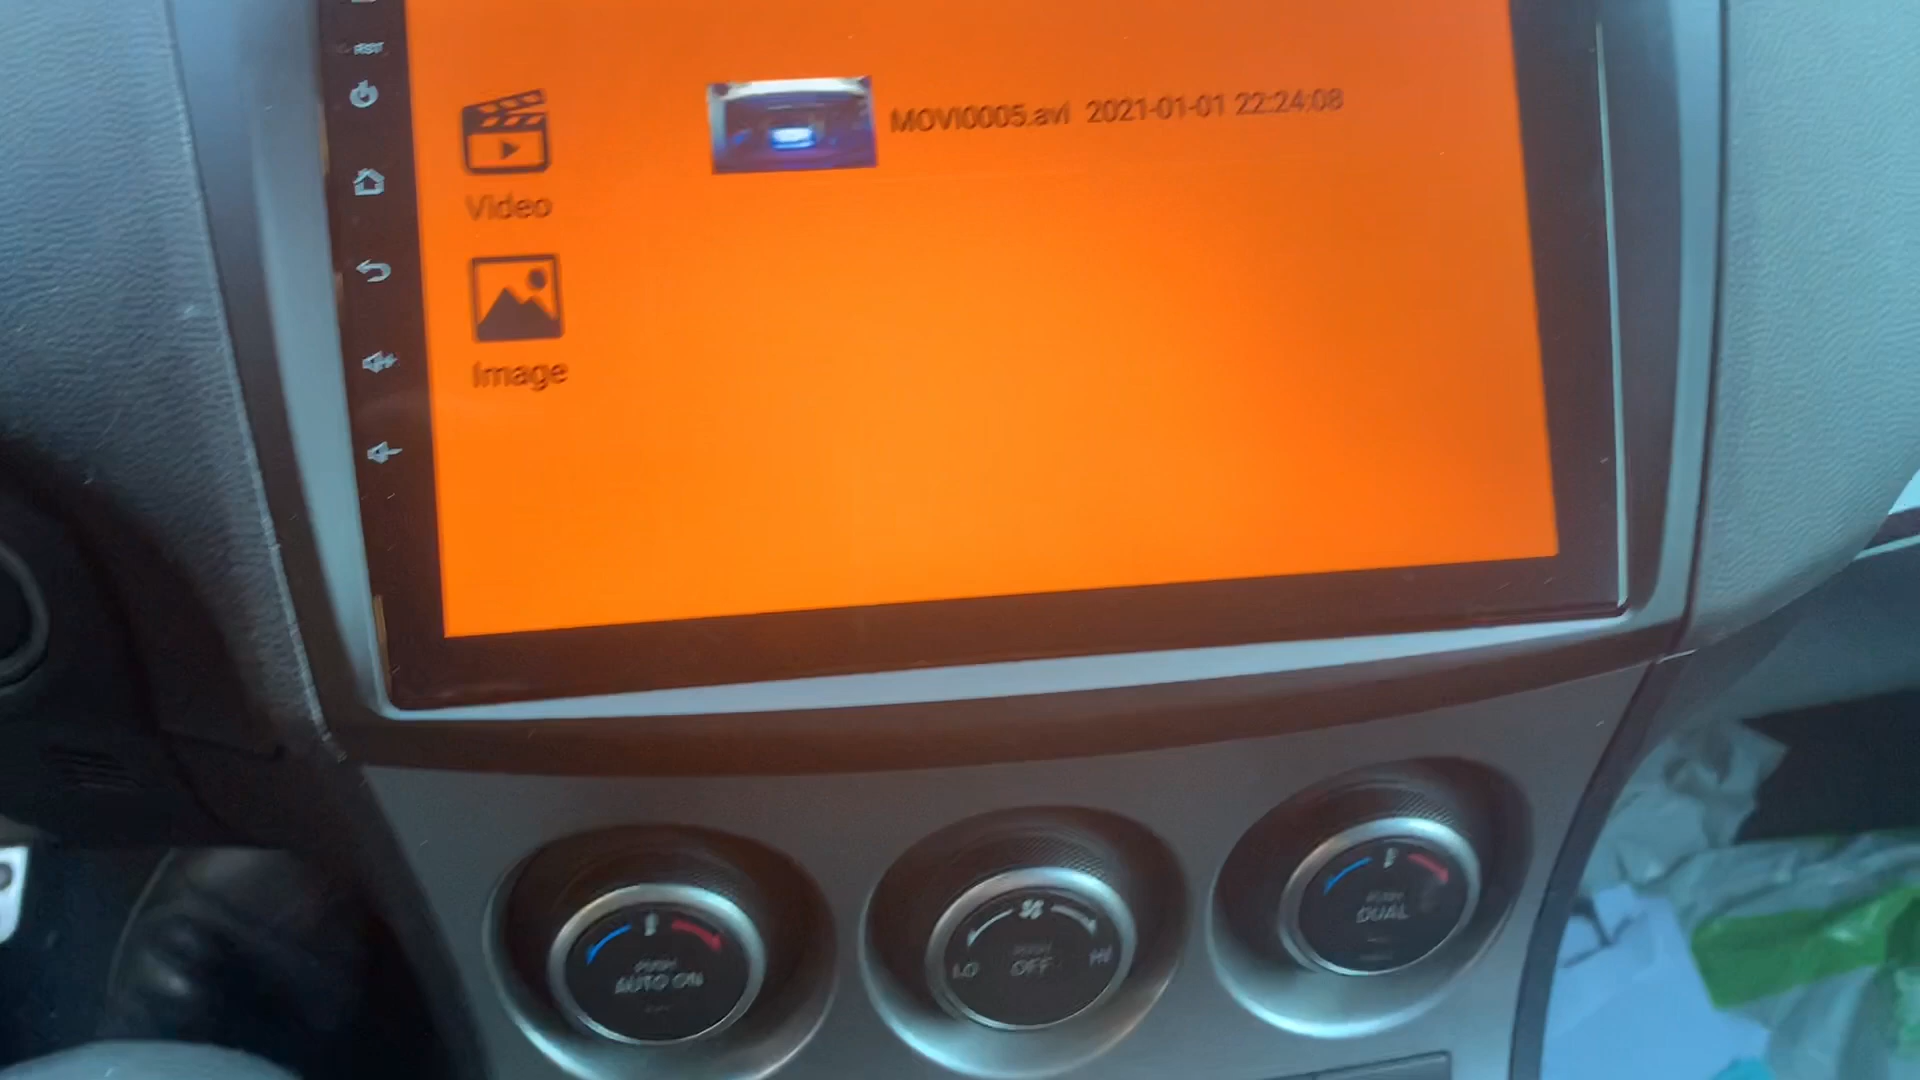 RST
MOVI0005.avi 2021-01-01 22:24:08
Video
Image
PUSH
AUTO ON
PUSH
OFF
LO
HI
PUSH
DUAL